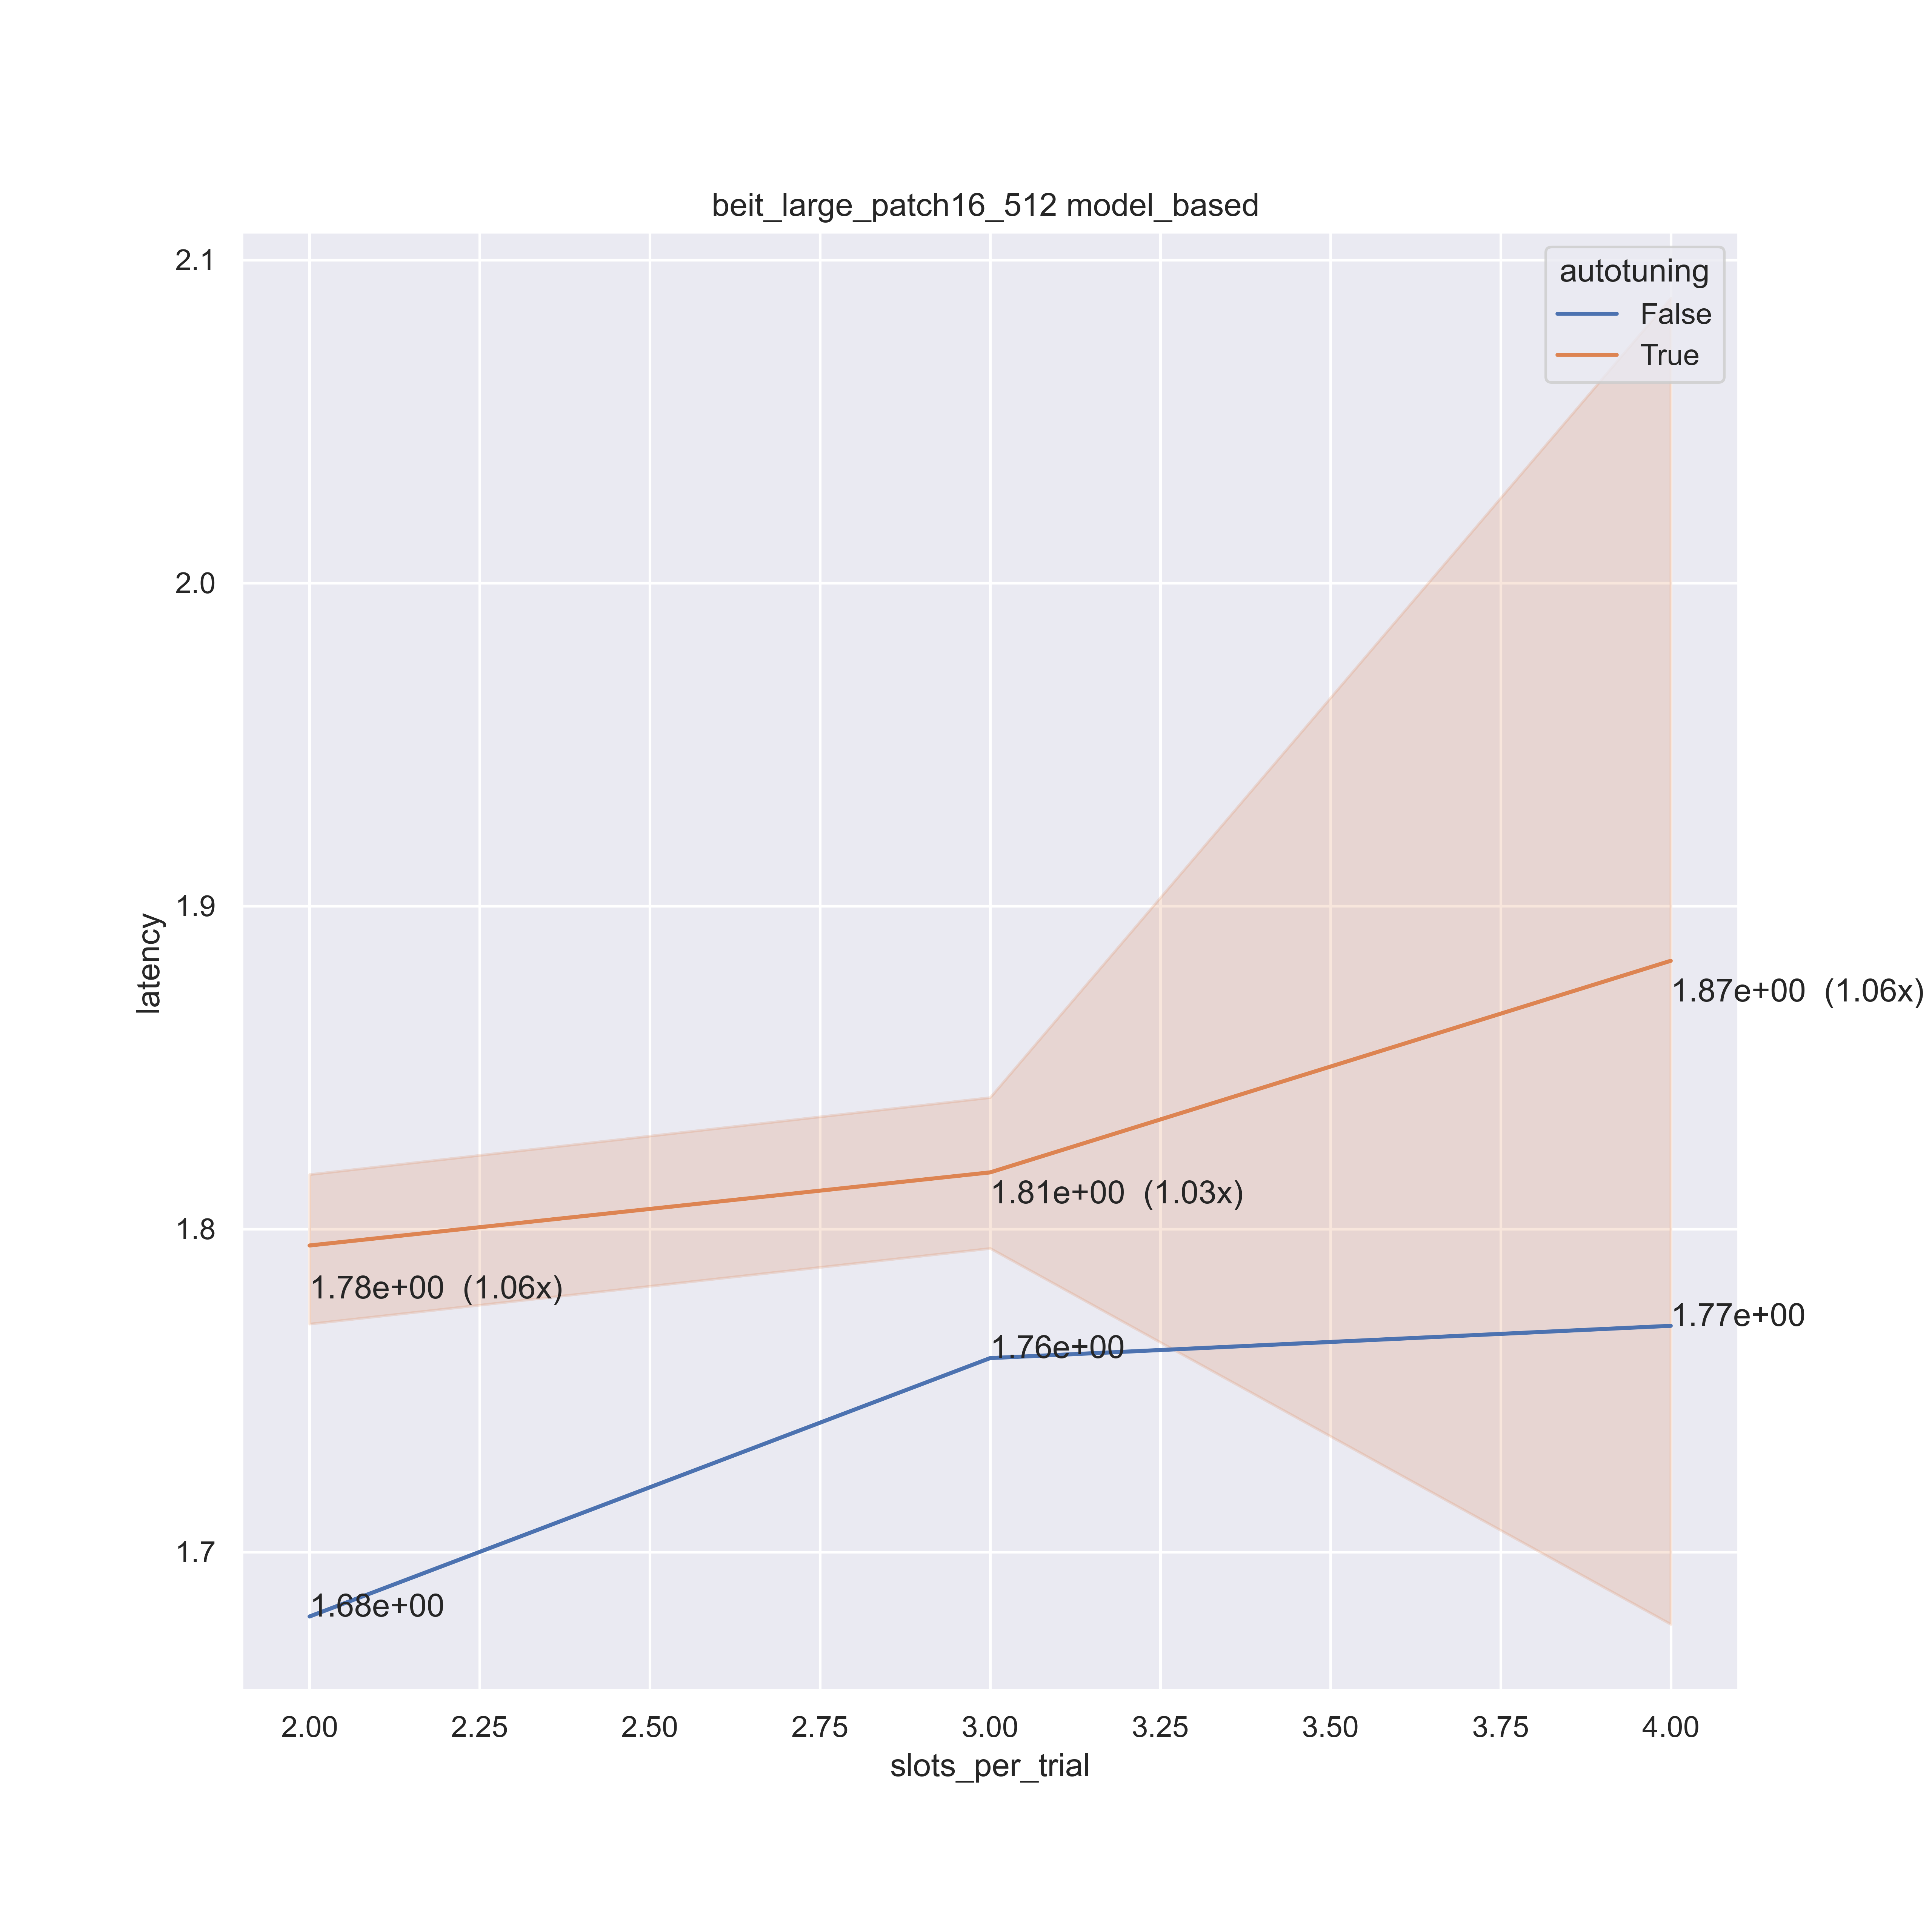 beit_large_patch16_512 model_based
autotuning
False
True
2.1
2.0
1.9
1.8
1.7
latency
1.87e+00 (1.06x)
1.81e+00 (1.03x)
1.78e+00 (1.06x)
1.77e+00
1.76e+00
1.68e+00
2.00 2.25 2.50 2.75 3.00 3.25 3.50 3.75 4.00
slots_per_trial